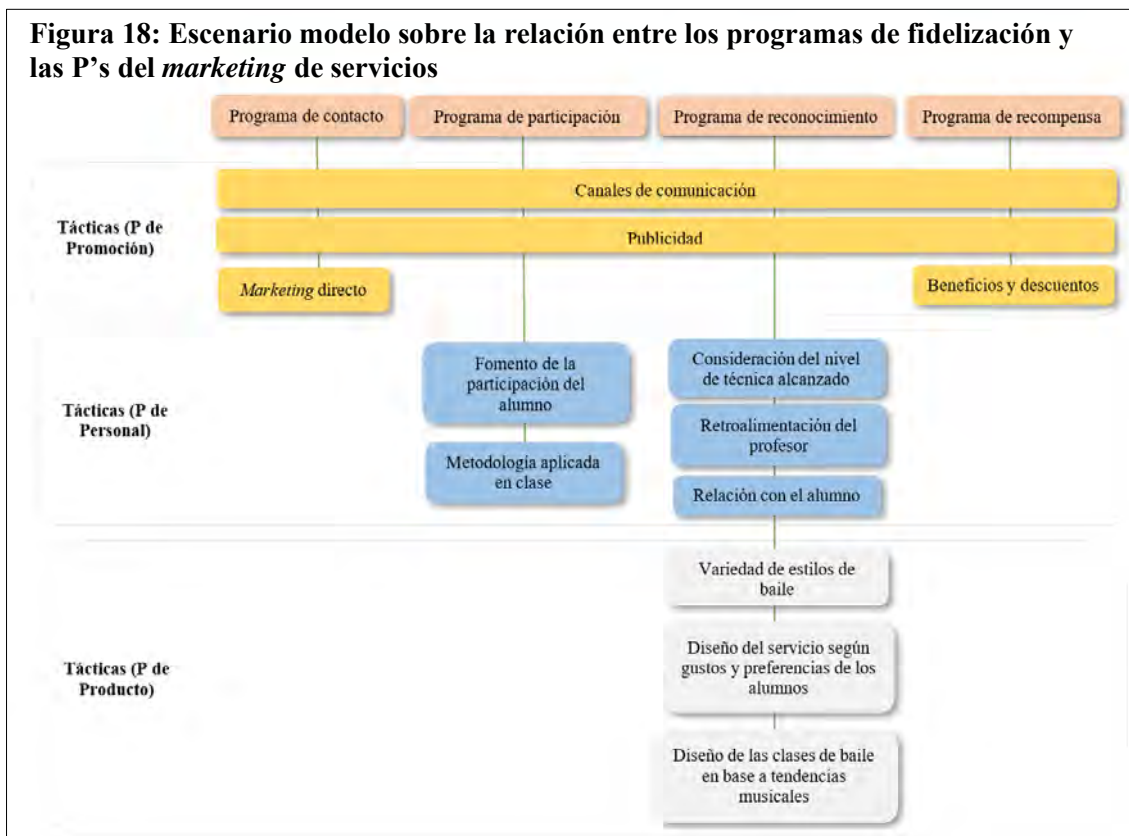 Figura 18: Escenario modelo sobre la relación entre los programas de fidelización y
las P's del marketing de servicios
Programa de contacto
Programa de participación
Programa de reconocimiento
Programa de recompensa
Canales de comunicación
Tácticas (P de
Promoción)
Publicidad
Marketing directo
Beneficios y descuentos
Tácticas (P de
Personal)
Fomento de la
participación del
alumno
Metodología aplicada
en clase
Consideración del nivel
de técnica alcanzado
Retroalimentación del
profesor
Relación con el alumno
Tácticas (P de
Producto)
Variedad de estilos de
baile
Diseño del servicio según
gustos y preferencias de los
alumnos
Diseño de las clases de baile
en base a tendencias
musicales